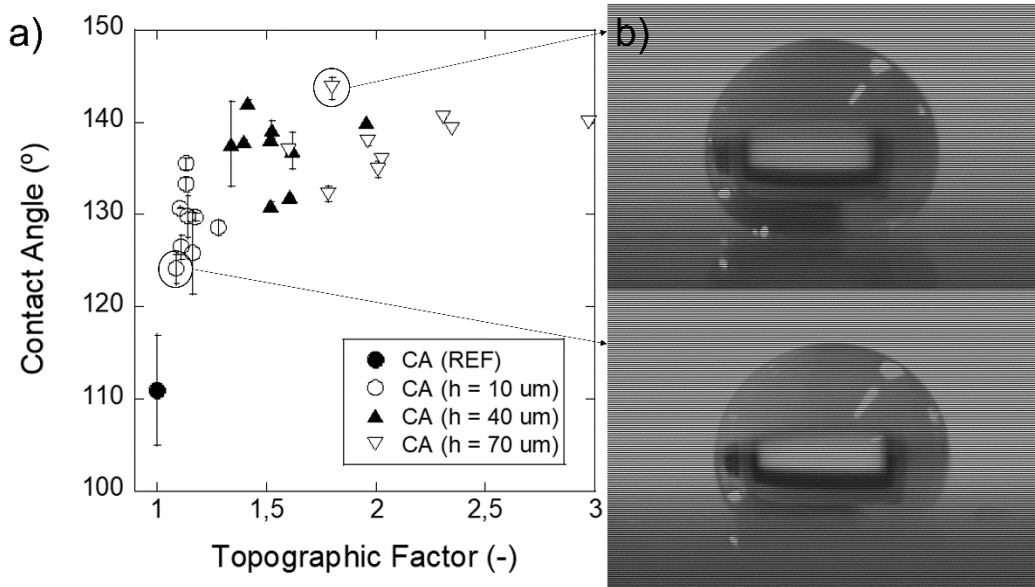 a)
b)
150
140
130
120
110
100
Contact Angle (º)
CA (REF)
CA (h = 10 um)
CA (h = 40 um)
CA (h = 70 um)
1
1,5
2
2,5
3
Topographic Factor (-)